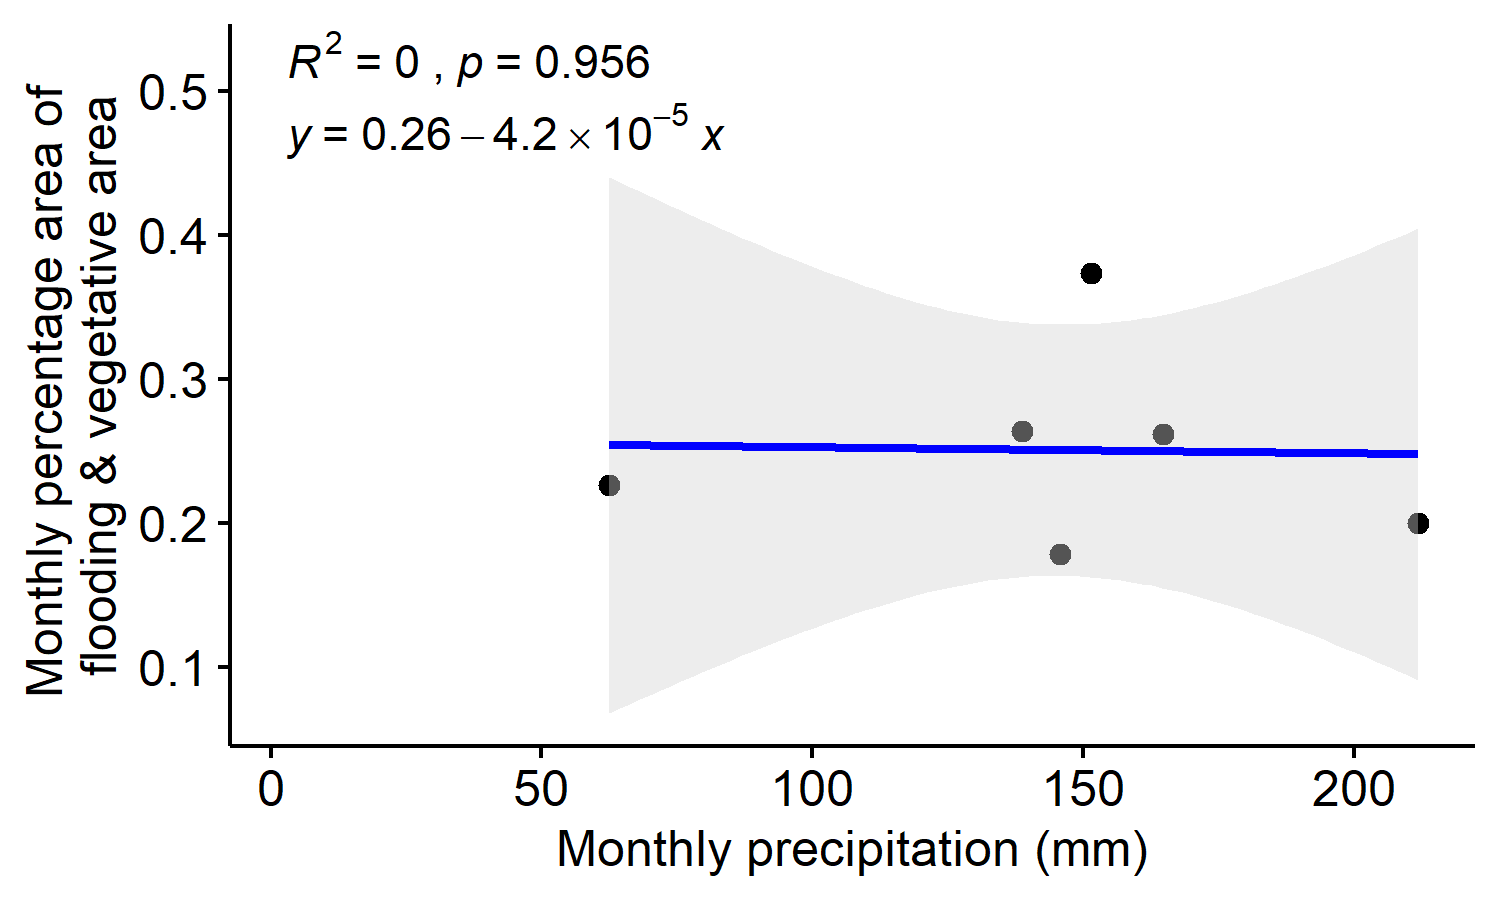 R² = 0 , p = 0.956
y = 0.26 − 4.2 × 10⁻⁵ x
Monthly percentage area of
flooding & vegetative area
0.5
0.4
0.3
0.2
0.1
0 50 100 150 200
Monthly precipitation (mm)